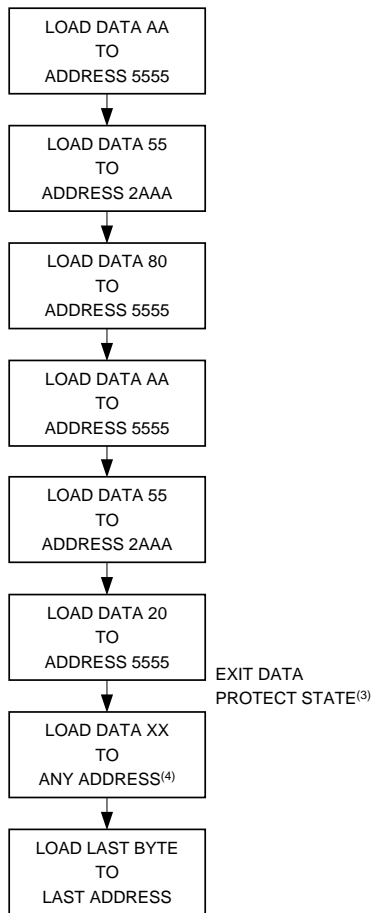 LOAD DATA AA
TO
ADDRESS 5555
LOAD DATA 55
TO
ADDRESS 2AAA
LOAD DATA 80
TO
ADDRESS 5555
LOAD DATA AA
TO
ADDRESS 5555
LOAD DATA 55
TO
ADDRESS 2AAA
LOAD DATA 20
TO
ADDRESS 5555
EXIT DATA
PROTECT STATE(3)
LOAD DATA XX
TO
ANY ADDRESS(4)
LOAD LAST BYTE
TO
LAST ADDRESS